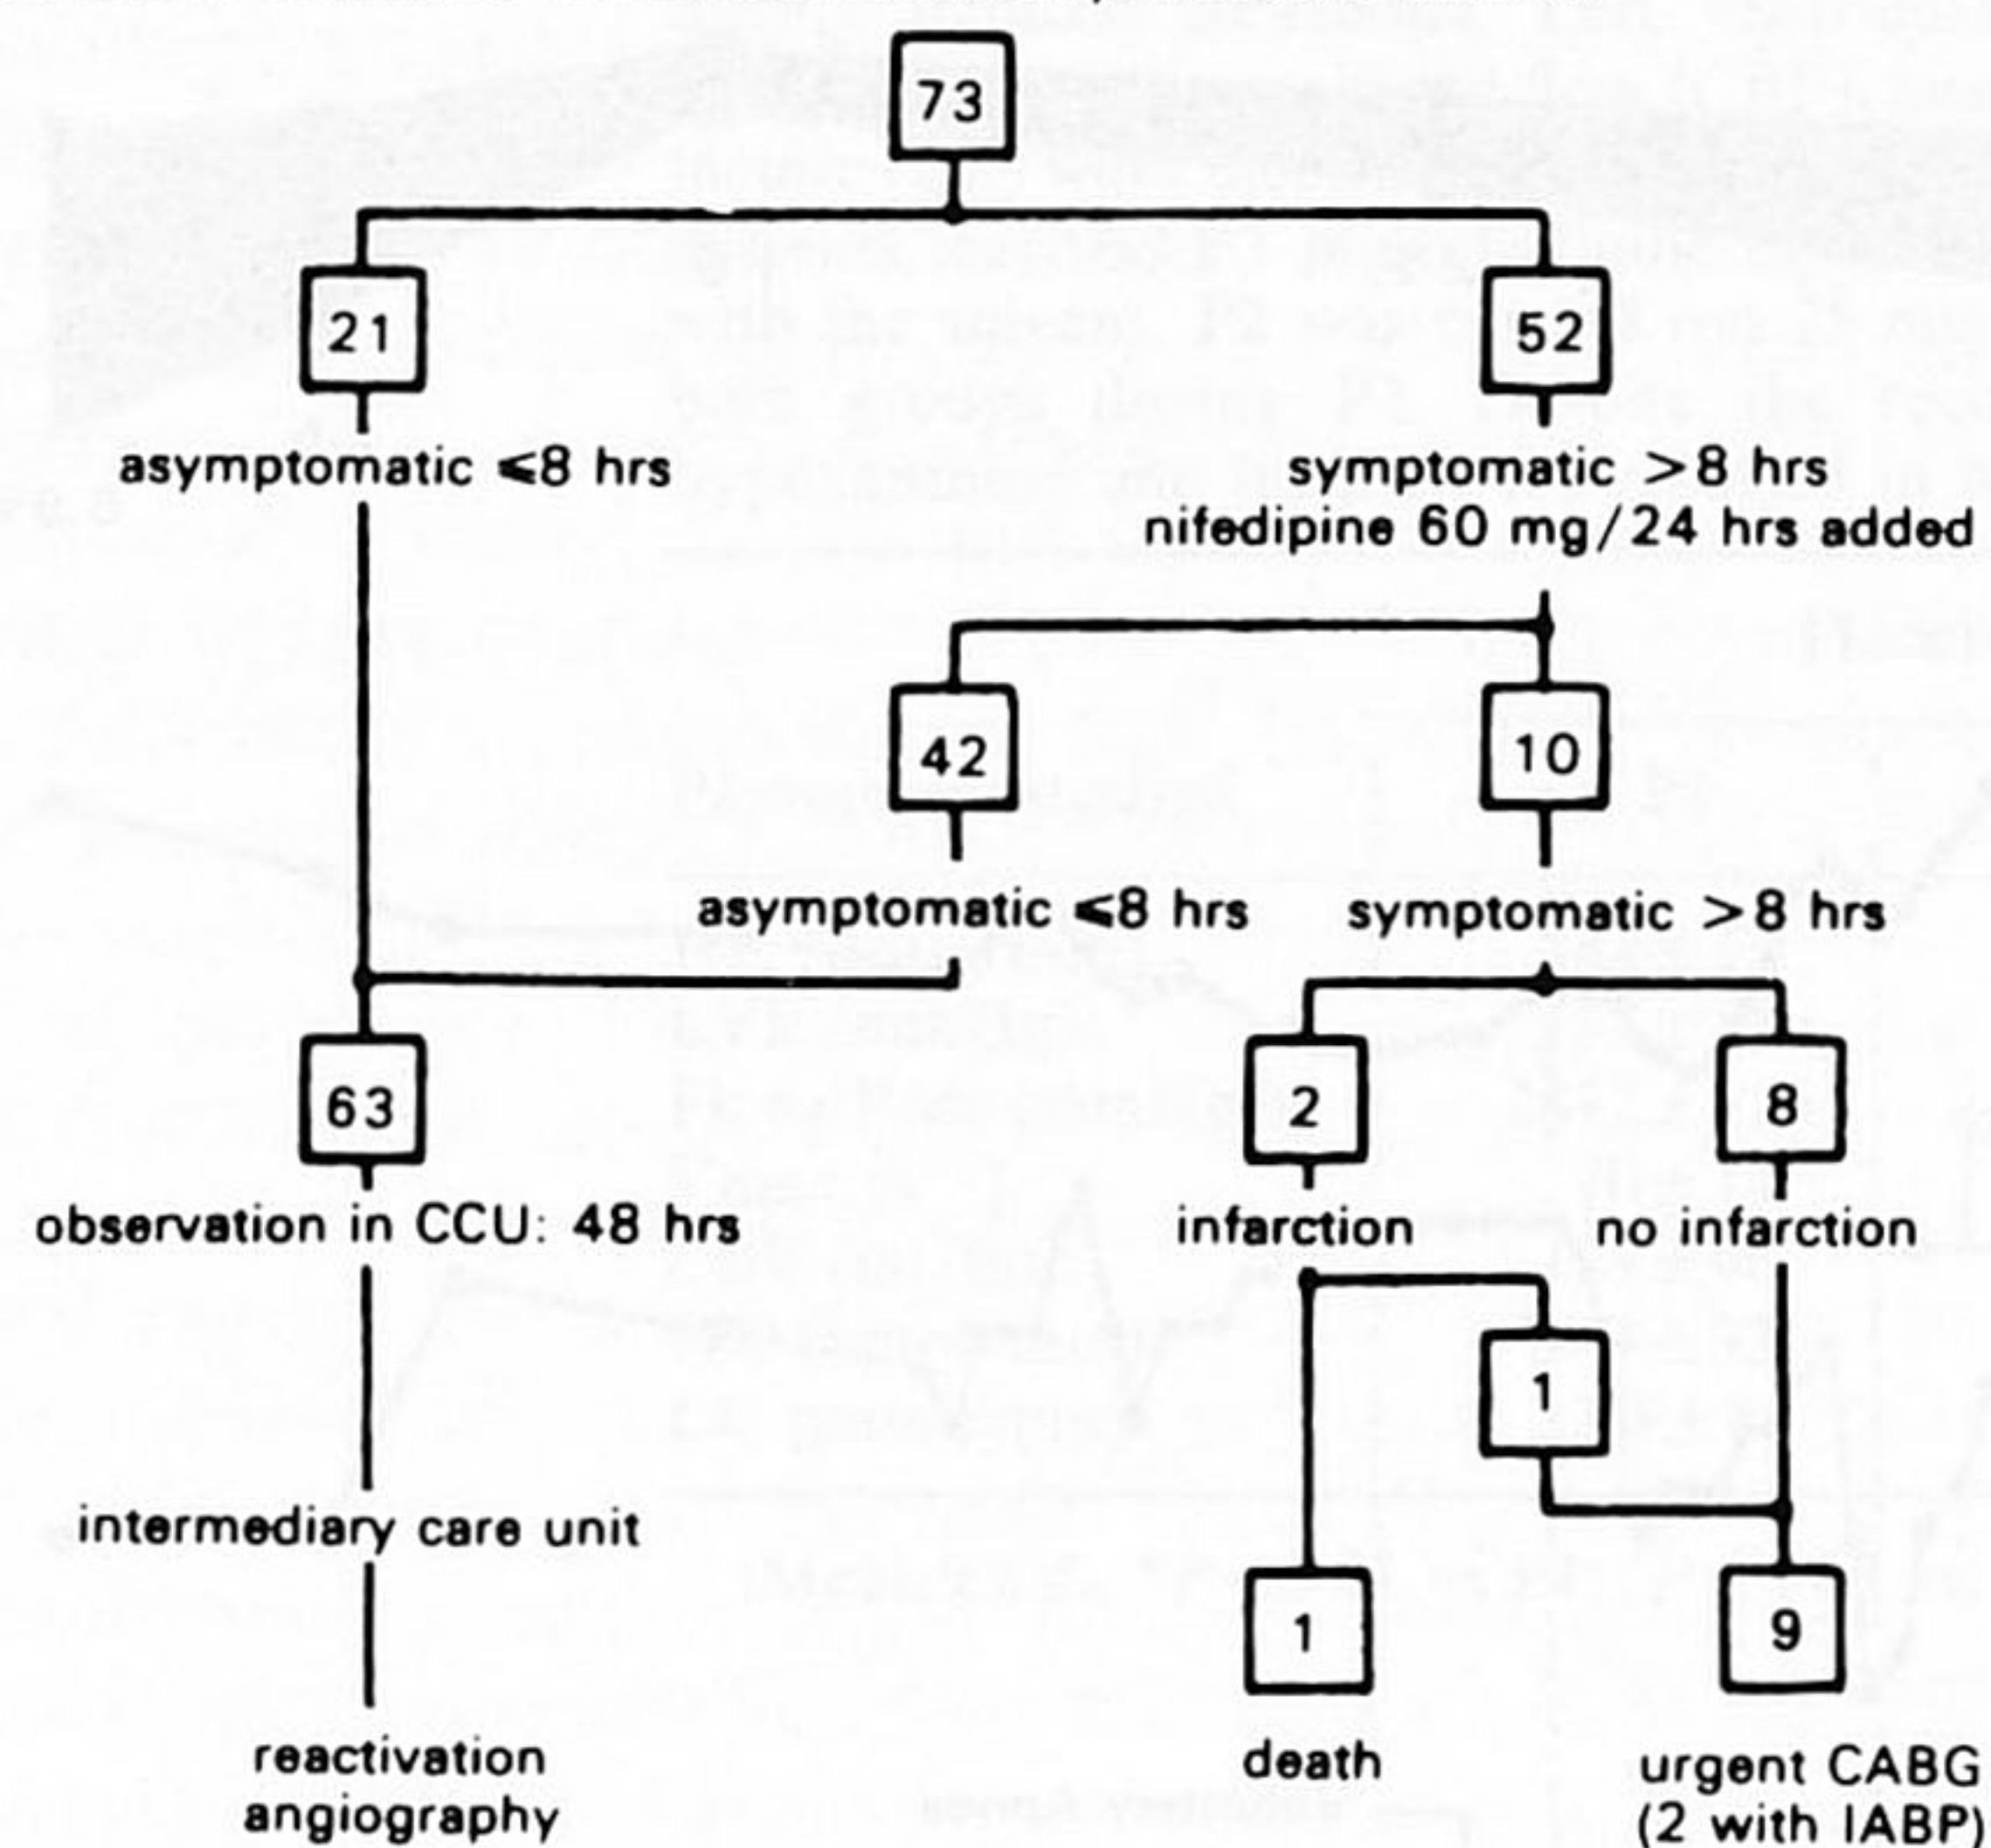 73
21
52
asymptomatic ⩽8 hrs
symptomatic >8 hrs
nifedipine 60 mg/24 hrs added
42
10
asymptomatic ⩽8 hrs
symptomatic >8 hrs
63
2
8
observation in CCU: 48 hrs
infarction
no infarction
1
intermediary care unit
1
9
reactivation
angiography
death
urgent CABG
(2 with IABP)